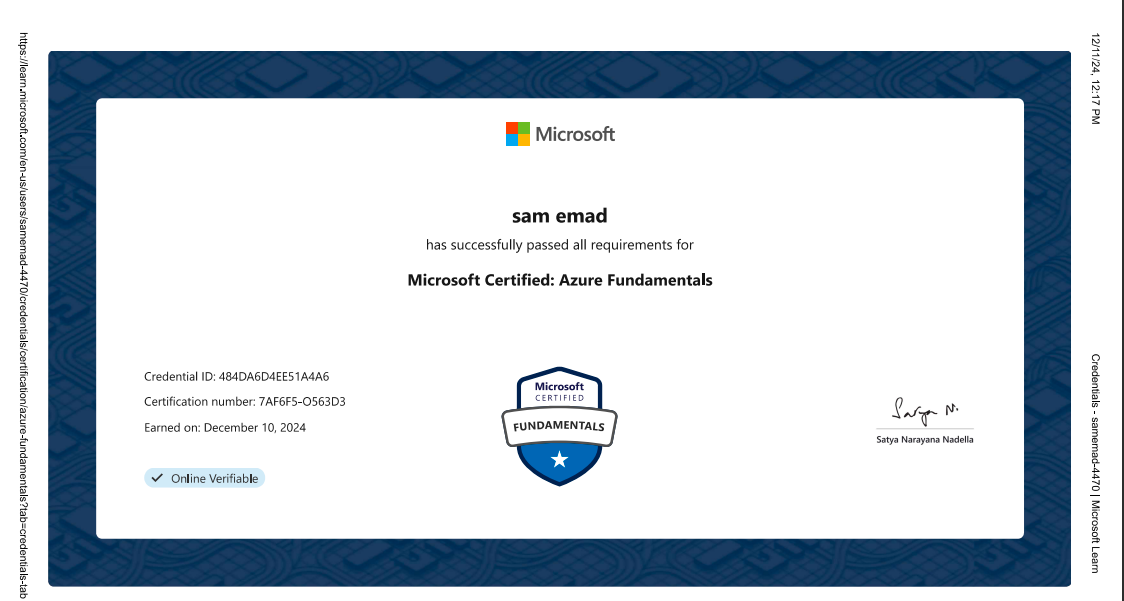 12/11/24, 12:17 PM
Credentials - samemad-4470 | Microsoft Learn
Microsoft
sam emad
has successfully passed all requirements for
Microsoft Certified: Azure Fundamentals
Credential ID: 484DA6D4EE51A4A6
Certification number: 7AF6F5-O563D3
Earned on: December 10, 2024
Online Verifiable
Microsoft
CERTIFIED
FUNDAMENTALS
Satya N.
Satya Narayana Nadella
https://learn.microsoft.com/en-us/users/samemad-4470/credentials/certification/azure-fundamentals?tab=credentials-tab